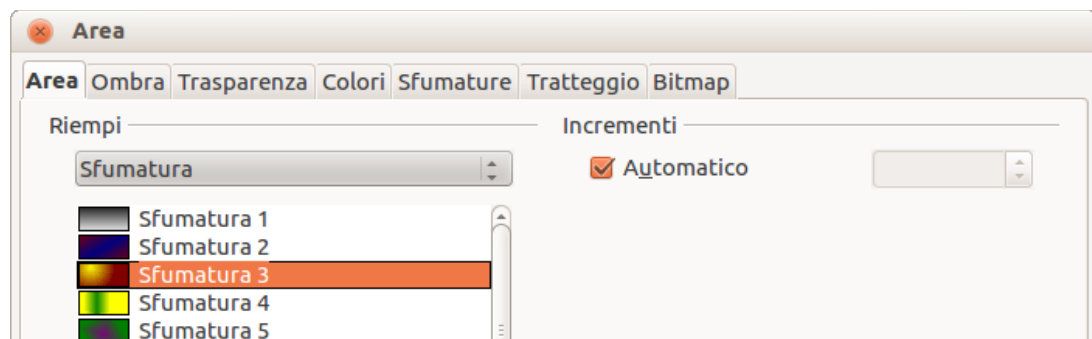 Area
Area Ombra Trasparenza Colori Sfumature Tratteggio Bitmap
Riempi Incrementi
Sfumatura Automatico
Sfumatura 1
Sfumatura 2
Sfumatura 3
Sfumatura 4
Sfumatura 5